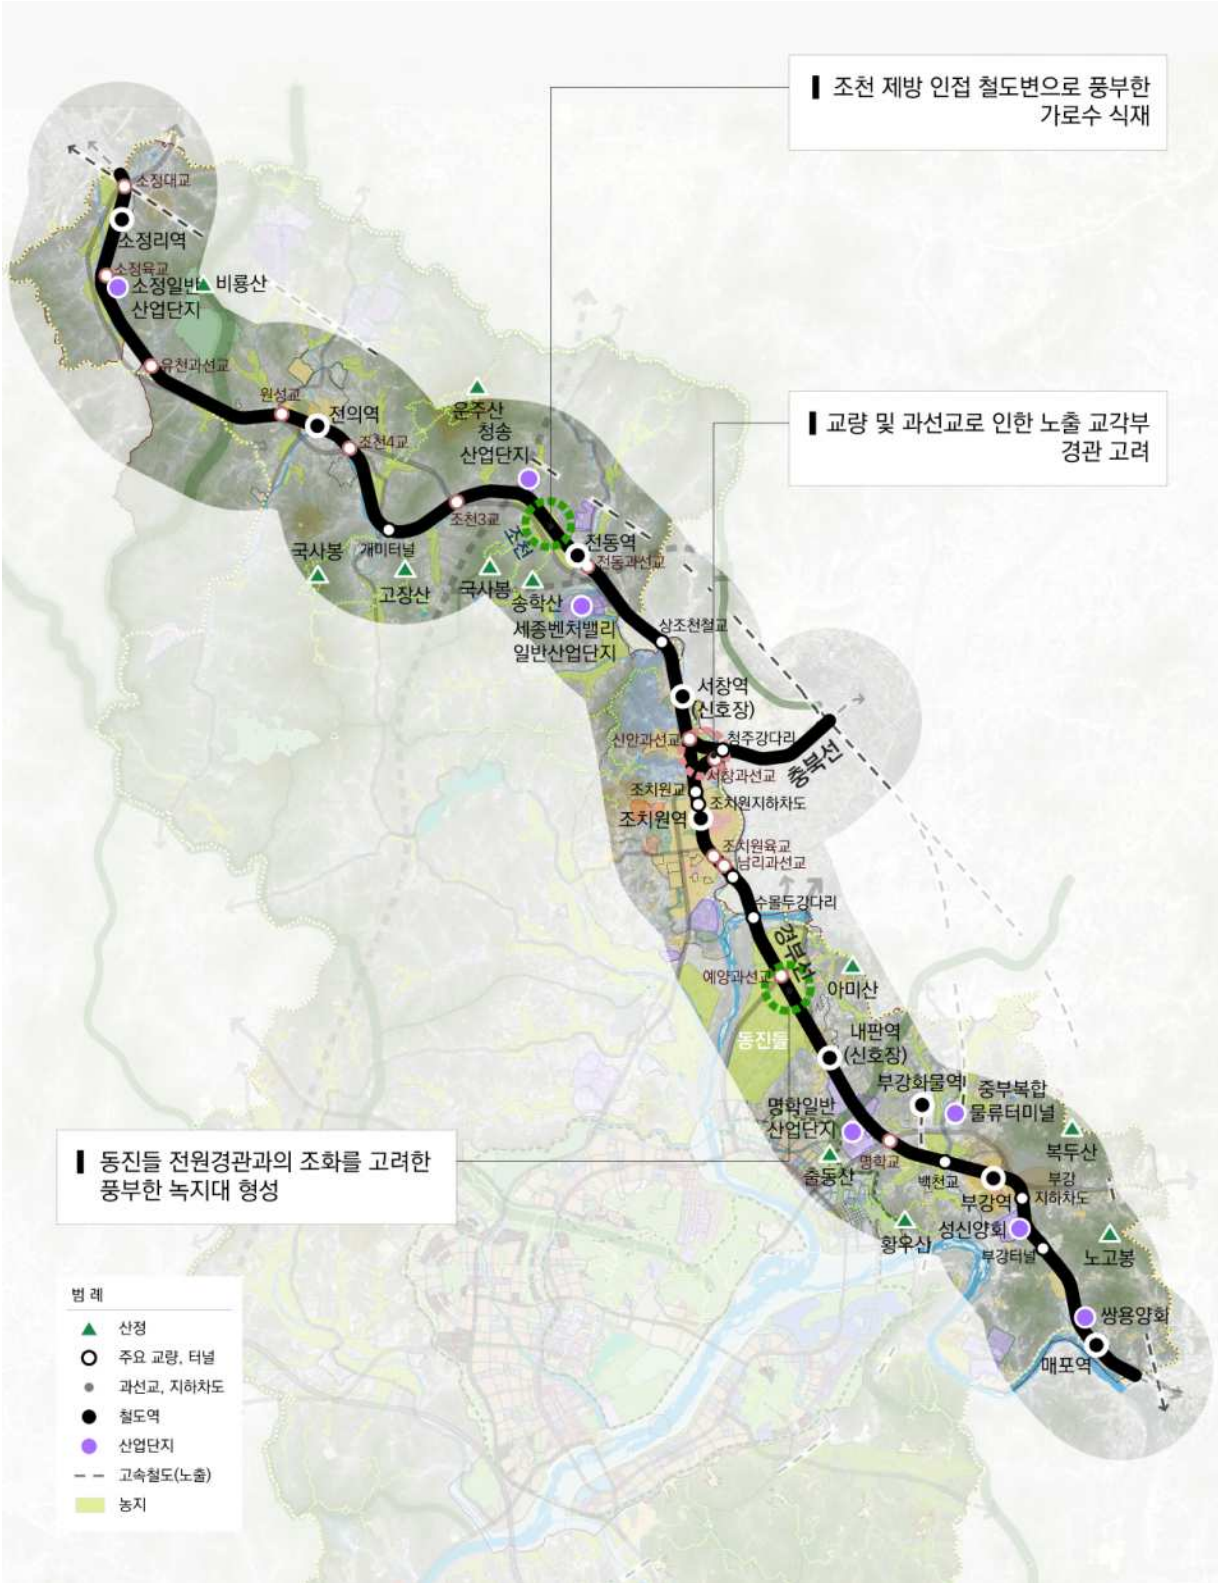 조천 제방 인접 철도변으로 풍부한
가로수 식재
소정대교
소정리역
소정육교
소정일반
산업단지
비룡산
유천과선교
원성교
전의역
조천4교
운주산
청송
산업단지
교량 및 과선교로 인한 노출 교각부
경관 고려
조천3교
조천
개미터널
국사봉
고장산
국사봉
송학산
전동역
전동과선교
세종벤처밸리
일반산업단지
상조천철교
서창역
(신호장)
신안과선교
청주강다리
서창과선교
충북선
조치원교
조치원지하차도
조치원역
조치원육교
남리과선교
수몰두강다리
경부선
예양과선교
아미산
동진들
내판역
(신호장)
부강화물역
중부복합
물류터미널
명학일반
산업단지
복두산
출동산
명학교
백천교
부강역
부강
지하차도
동진들 전원경관과의 조화를 고려한
풍부한 녹지대 형성
황우산
성신양회
부강터널
노고봉
쌍용양회
매포역
범 례
산정
주요 교량, 터널
과선교, 지하차도
철도역
산업단지
고속철도(노출)
농지